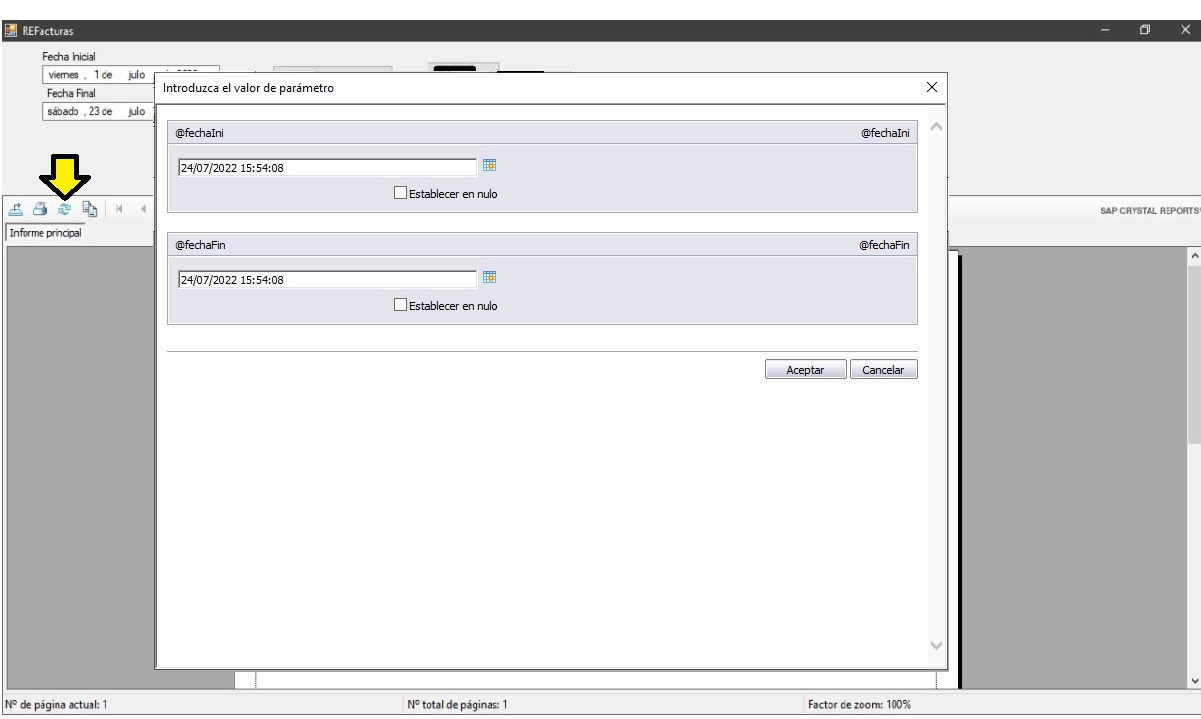 REFacturas
Fecha Inicial
viernes , 1 de julo
Fecha Final
sábado , 23 de julo
Introduzca el valor de parámetro
@fechaIni @fechaIni
24/07/2022 15:54:08
Establecer en nulo
@fechaFin @fechaFin
24/07/2022 15:54:08
Establecer en nulo
Aceptar Cancelar
SAP CRYSTAL REPORTS®
Informe principal
Nº de página actual: 1 Nº total de páginas: 1 Factor de zoom: 100%